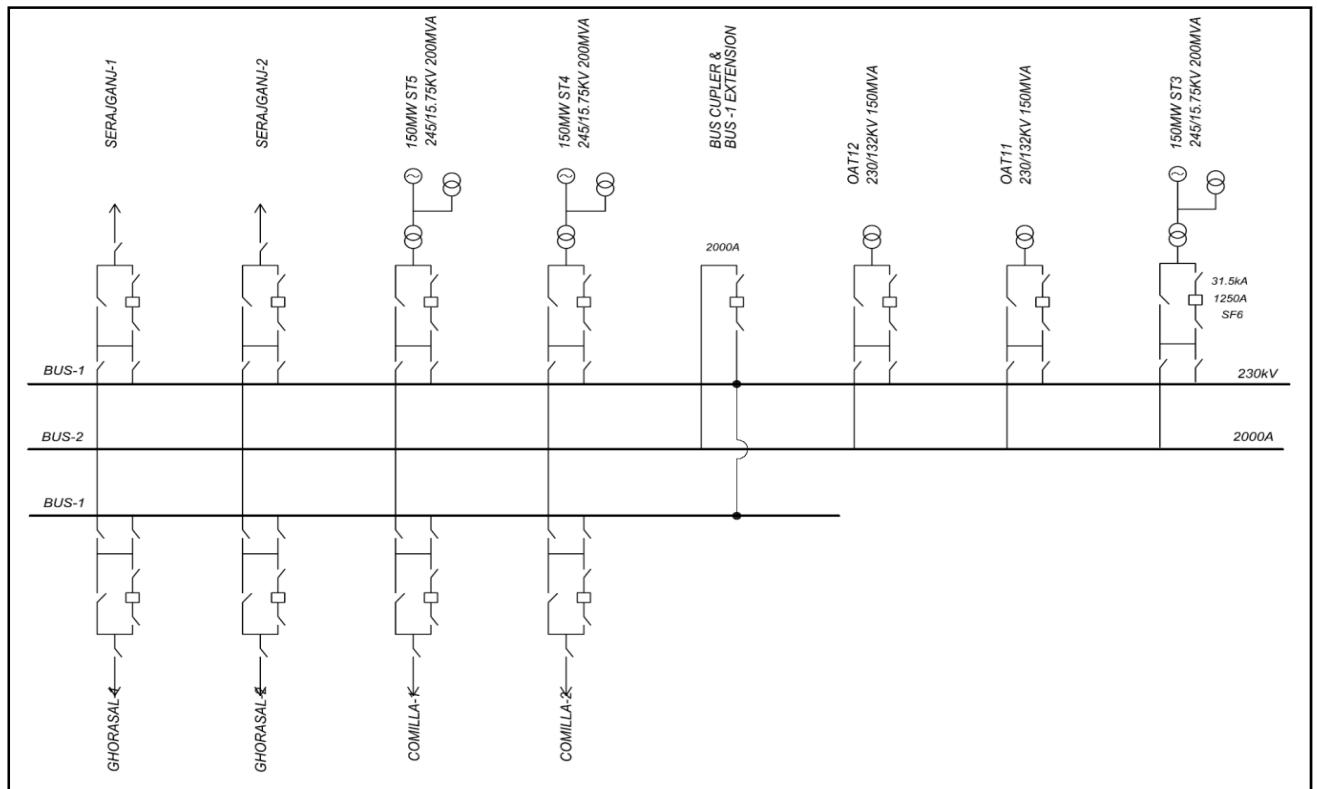 SERAJGANJ-1
SERAJGANJ-2
150MW ST5
245/15.75KV 200MVA
150MW ST4
245/15.75KV 200MVA
BUS CUPLER &
BUS -1 EXTENSION
OAT12
230/132KV 150MVA
OAT11
230/132KV 150MVA
150MW ST3
245/15.75KV 200MVA
2000A
31.5kA
1250A
SF6
BUS-1
230kV
BUS-2
2000A
BUS-1
GHORASAL-1
GHORASAL-2
COMILLA-1
COMILLA-2